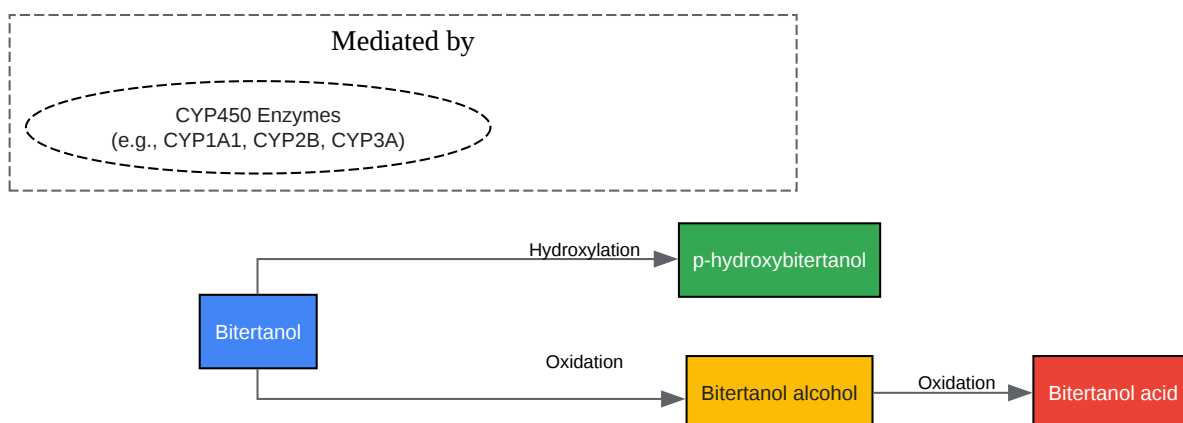 Mediated by
CYP450 Enzymes
(e.g., CYP1A1, CYP2B, CYP3A)
Hydroxylation
p-hydroxybitertanol
Bitertanol
Oxidation
Bitertanol alcohol
Oxidation
Bitertanol acid